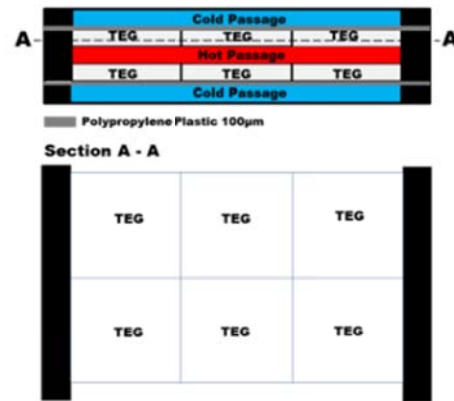 Cold Passage
A TEG TEG TEG A
Hot Passage
TEG TEG TEG
Cold Passage
Polypropylene Plastic 100µm
Section A - A
TEG TEG TEG
TEG TEG TEG